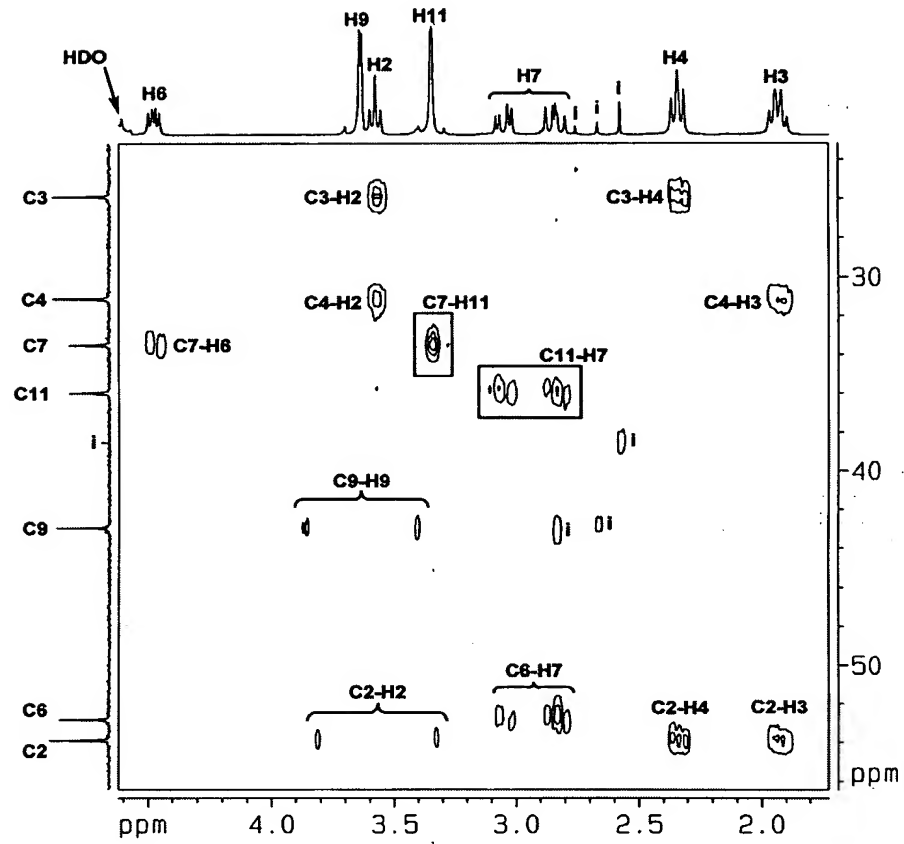 H9
H11
HDO
H2
H4
H6
H7
H3
i
i
i
C3
C3-H2
C3-H4
30
C4
C4-H2
C7-H11
C4-H3
C7
C7-H6
C11-H7
C11
i
i
40
C9-H9
C9
i
i
50
C6-H7
C2-H2
C2-H4
C2-H3
C6
C2
ppm
ppm
4.0
3.5
3.0
2.5
2.0